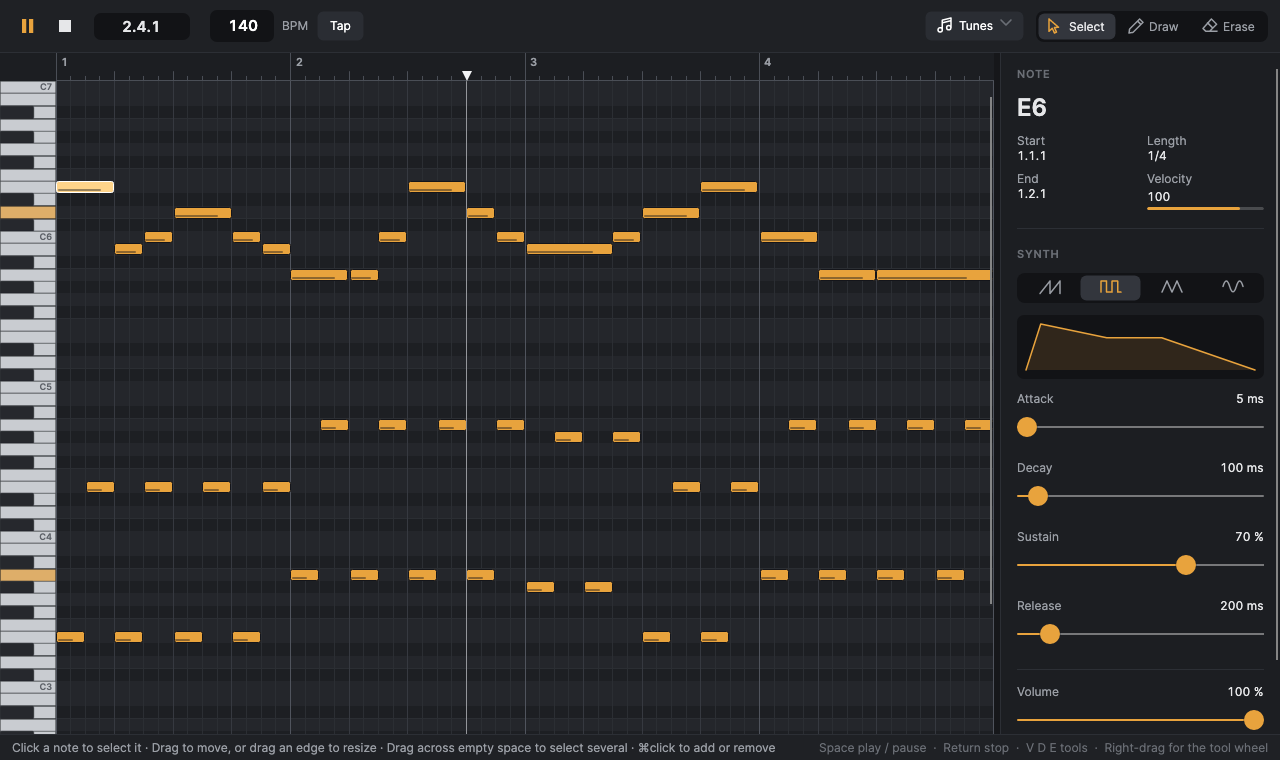 2.4.1
140 BPM Tap
Tunes
Select Draw Erase
1 2 3 4
C7
C6
C5
C4
C3
NOTE
E6
Start Length
1.1.1 1/4
End Velocity
1.2.1 100
SYNTH
Attack 5 ms
Decay 100 ms
Sustain 70 %
Release 200 ms
Volume 100 %
Click a note to select it · Drag to move, or drag an edge to resize · Drag across empty space to select several · ⌘click to add or remove
Space play / pause · Return stop · V D E tools · Right-drag for the tool wheel